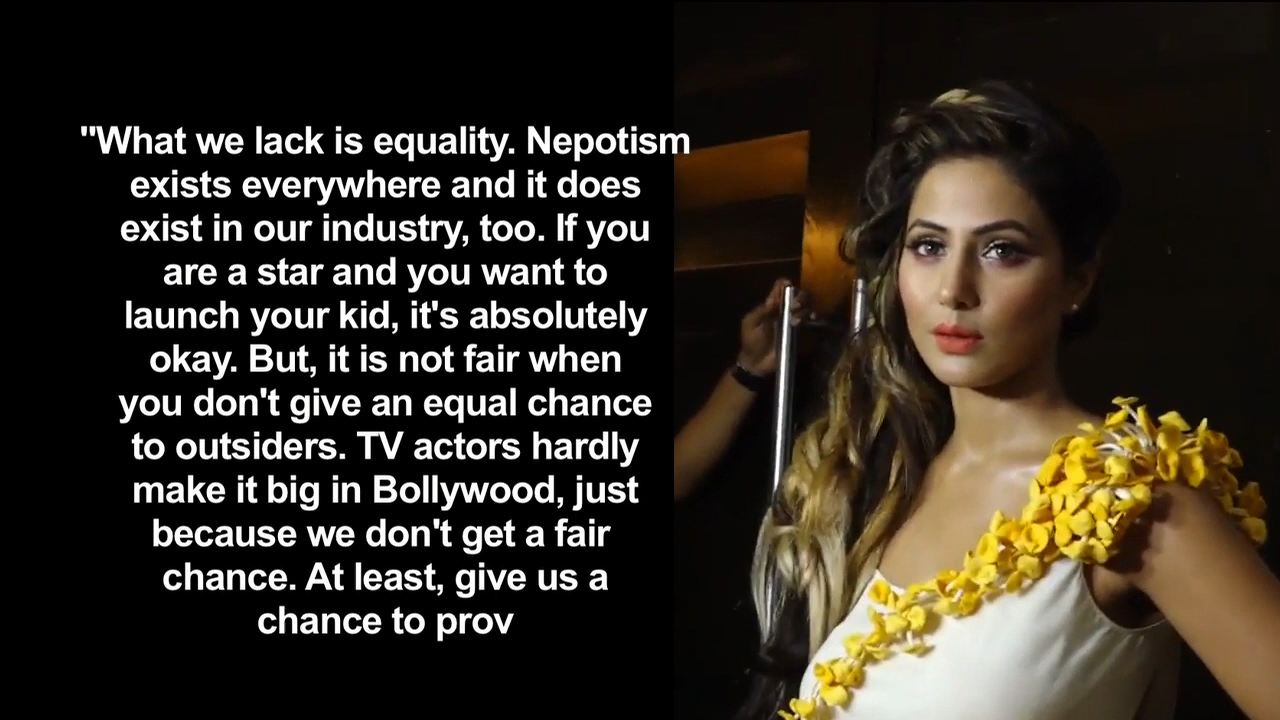 "What we lack is equality. Nepotism
exists everywhere and it does
exist in our industry, too. If you
are a star and you want to
launch your kid, it's absolutely
okay. But, it is not fair when
you don't give an equal chance
to outsiders. TV actors hardly
make it big in Bollywood, just
because we don't get a fair
chance. At least, give us a
chance to prov